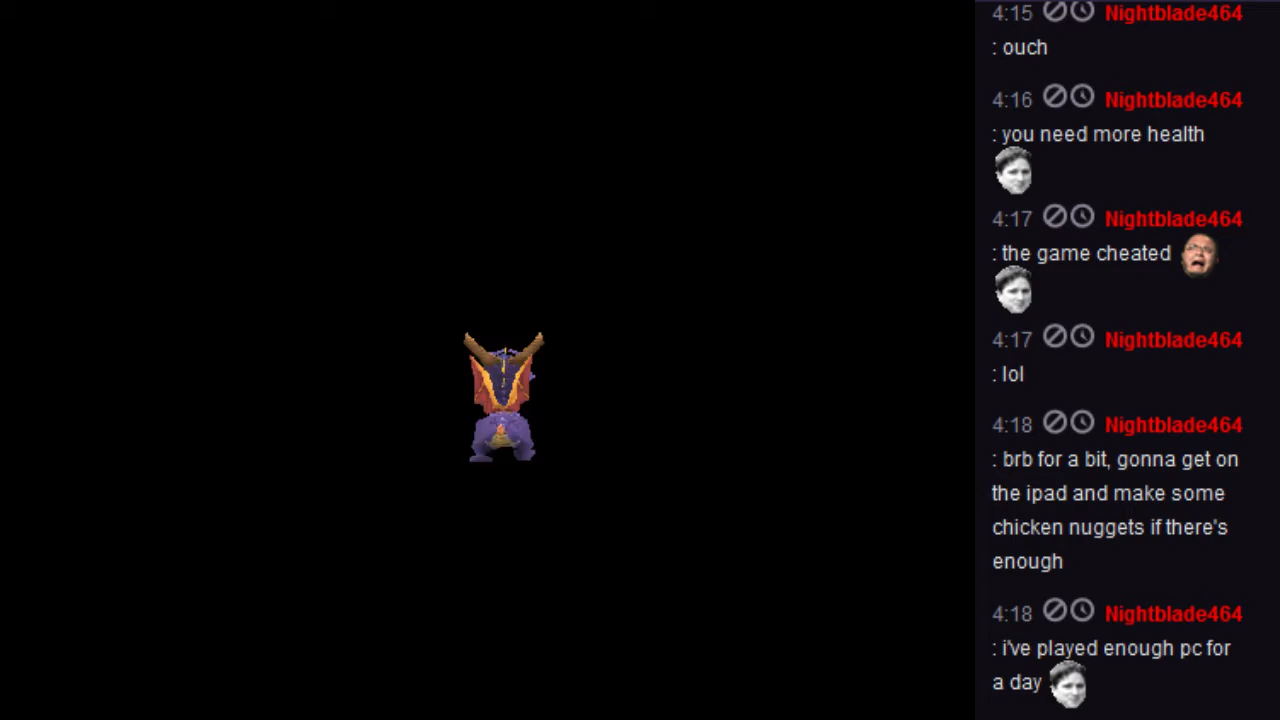 4:15 Nightblade464
: ouch
4:16 Nightblade464
: you need more health
4:17 Nightblade464
: the game cheated
4:17 Nightblade464
: lol
4:18 Nightblade464
: brb for a bit, gonna get on
the ipad and make some
chicken nuggets if there's
enough
4:18 Nightblade464
: i've played enough pc for
a day